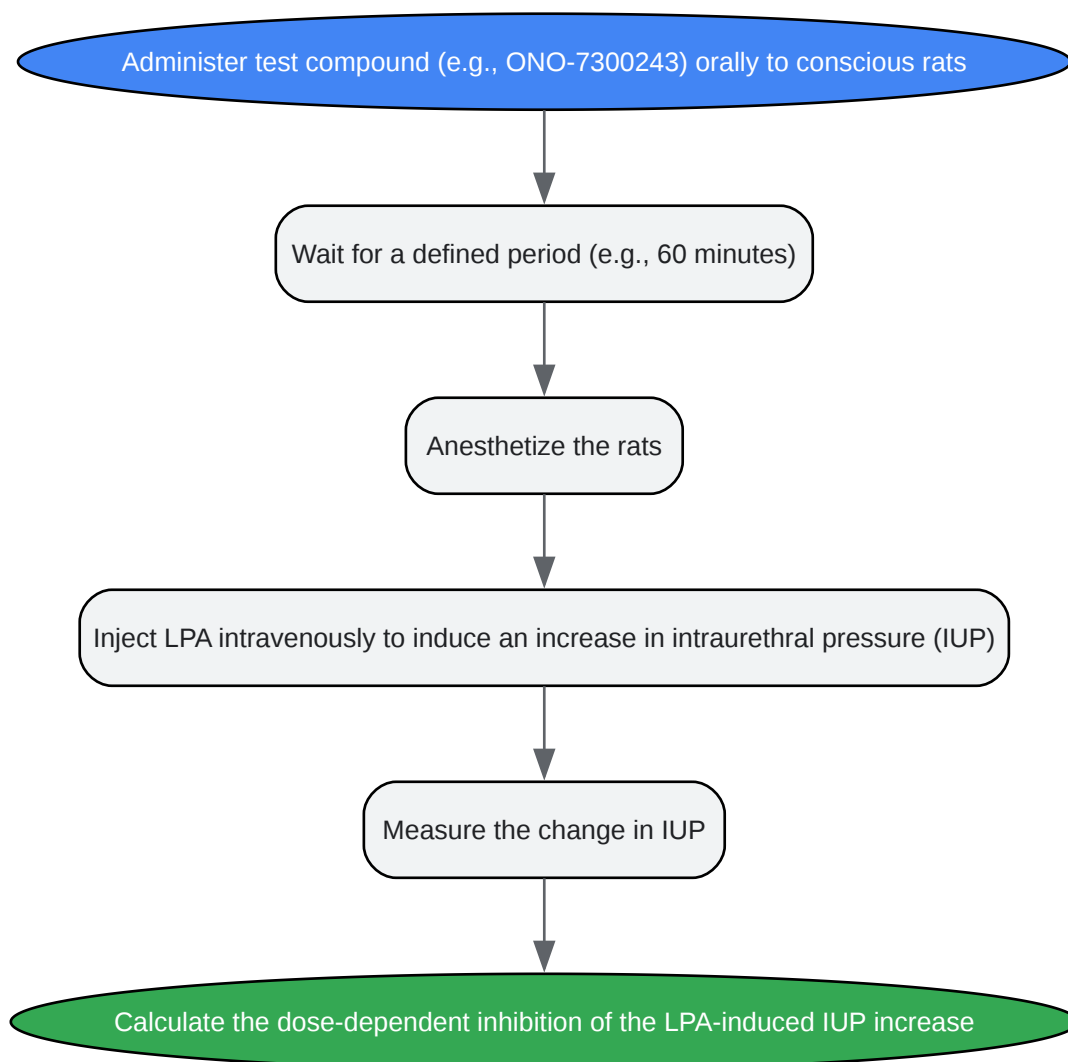 Administer test compound (e.g., ONO-7300243) orally to conscious rats
Wait for a defined period (e.g., 60 minutes)
Anesthetize the rats
Inject LPA intravenously to induce an increase in intraurethral pressure (IUP)
Measure the change in IUP
Calculate the dose-dependent inhibition of the LPA-induced IUP increase